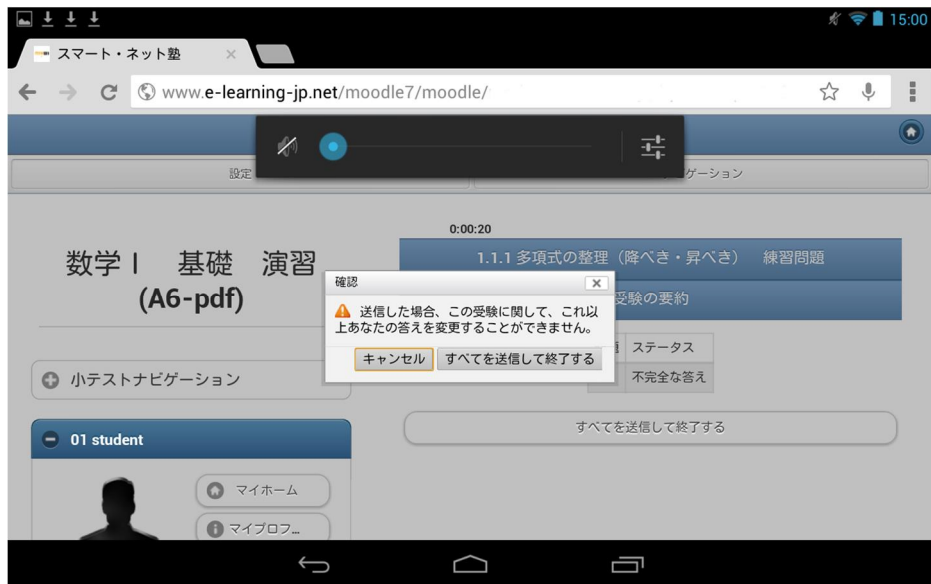 15:00
スマート・ネット塾
www.e-learning-jp.net/moodle7/moodle/
設定
ゲーション
0:00:20
数学Ⅰ 基礎 演習
(A6-pdf)
1.1.1 多項式の整理（降べき・昇べき） 練習問題
受験の要約
確認
送信した場合、この受験に関して、これ以
上あなたの答えを変更することができません。
キャンセル
すべてを送信して終了する
ステータス
不完全な答え
小テストナビゲーション
すべてを送信して終了する
01 student
マイホーム
マイプロフ...